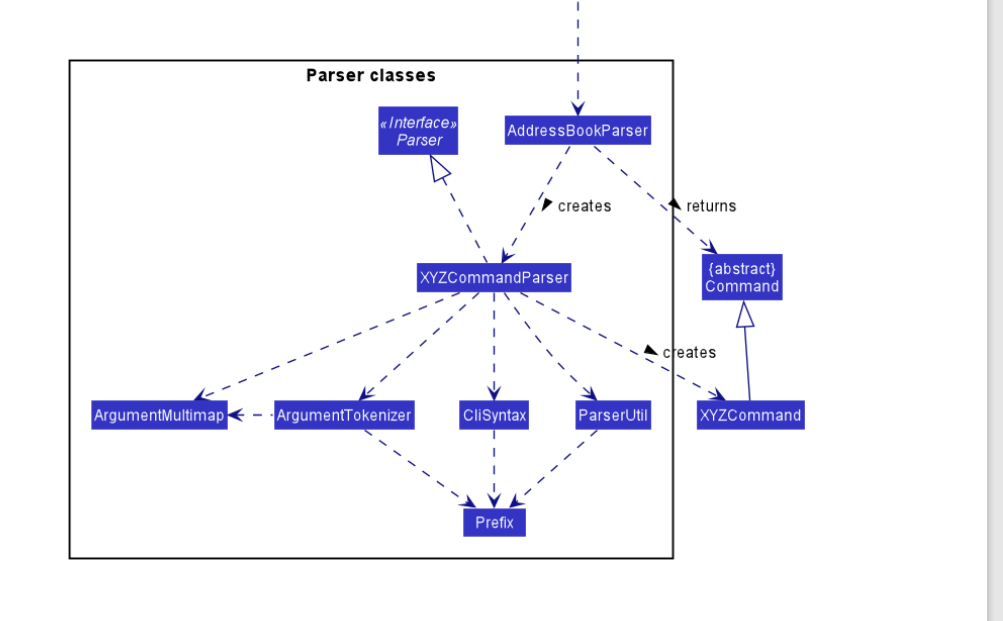 Parser classes
«Interface»
Parser
AddressBookParser
creates
returns
XYZCommandParser
{abstract}
Command
creates
ArgumentMultimap
ArgumentTokenizer
CliSyntax
ParserUtil
XYZCommand
Prefix